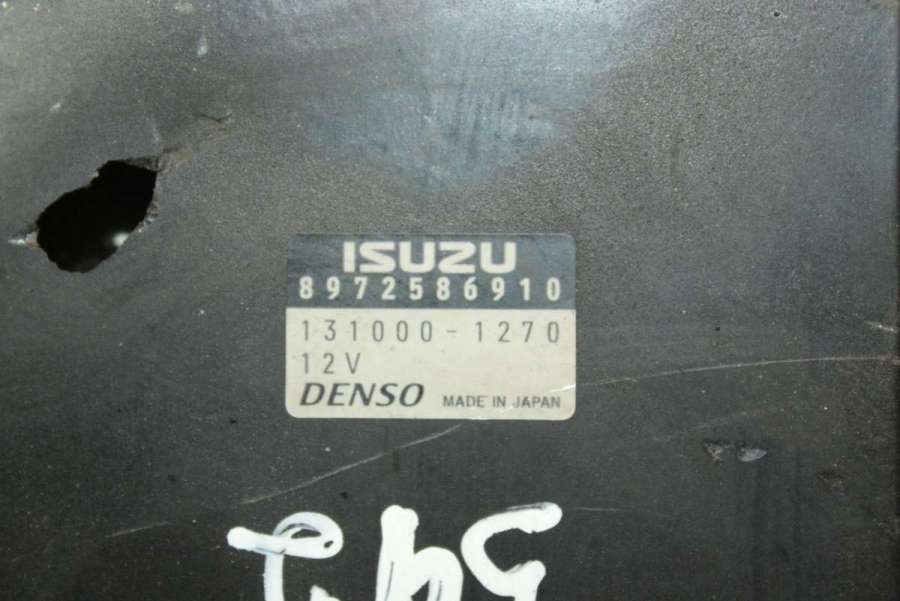 ISUZU
8972586910
131000-1270
12V
DENSO MADE IN JAPAN